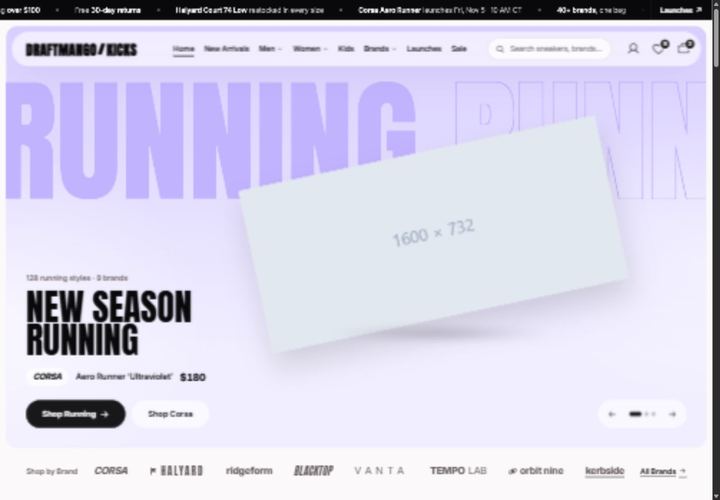 over $100 • Free 30-day returns • Halyard Court 74 Low restocked in every size • Corsa Aero Runner launches Fri, Nov 5 · 10 AM CT • 40+ brands, one bag
Launches ↗
DRAFTMANGO/KICKS
Home New Arrivals Men Women Kids Brands Launches Sale
Search sneakers, brands...
0 0
RUNNING RUNN
1600 × 732
128 running styles · 9 brands
NEW SEASON
RUNNING
CORSA Aero Runner 'Ultraviolet' $180
Shop Running → Shop Corsa
← →
Shop by Brand CORSA HALYARD ridgeform BLACKTOP VANTA TEMPO LAB orbit nine kerbside All Brands →